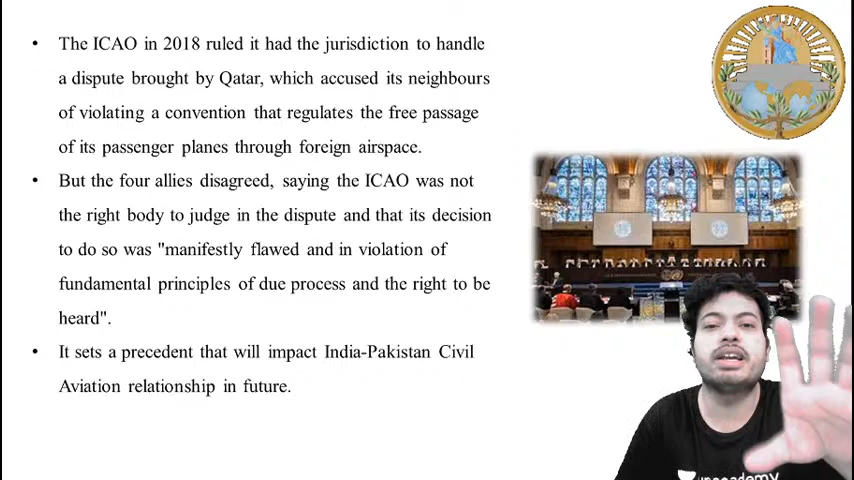 • The ICAO in 2018 ruled it had the jurisdiction to handle
a dispute brought by Qatar, which accused its neighbours
of violating a convention that regulates the free passage
of its passenger planes through foreign airspace.
• But the four allies disagreed, saying the ICAO was not
the right body to judge in the dispute and that its decision
to do so was "manifestly flawed and in violation of
fundamental principles of due process and the right to be
heard".
• It sets a precedent that will impact India-Pakistan Civil
Aviation relationship in future.